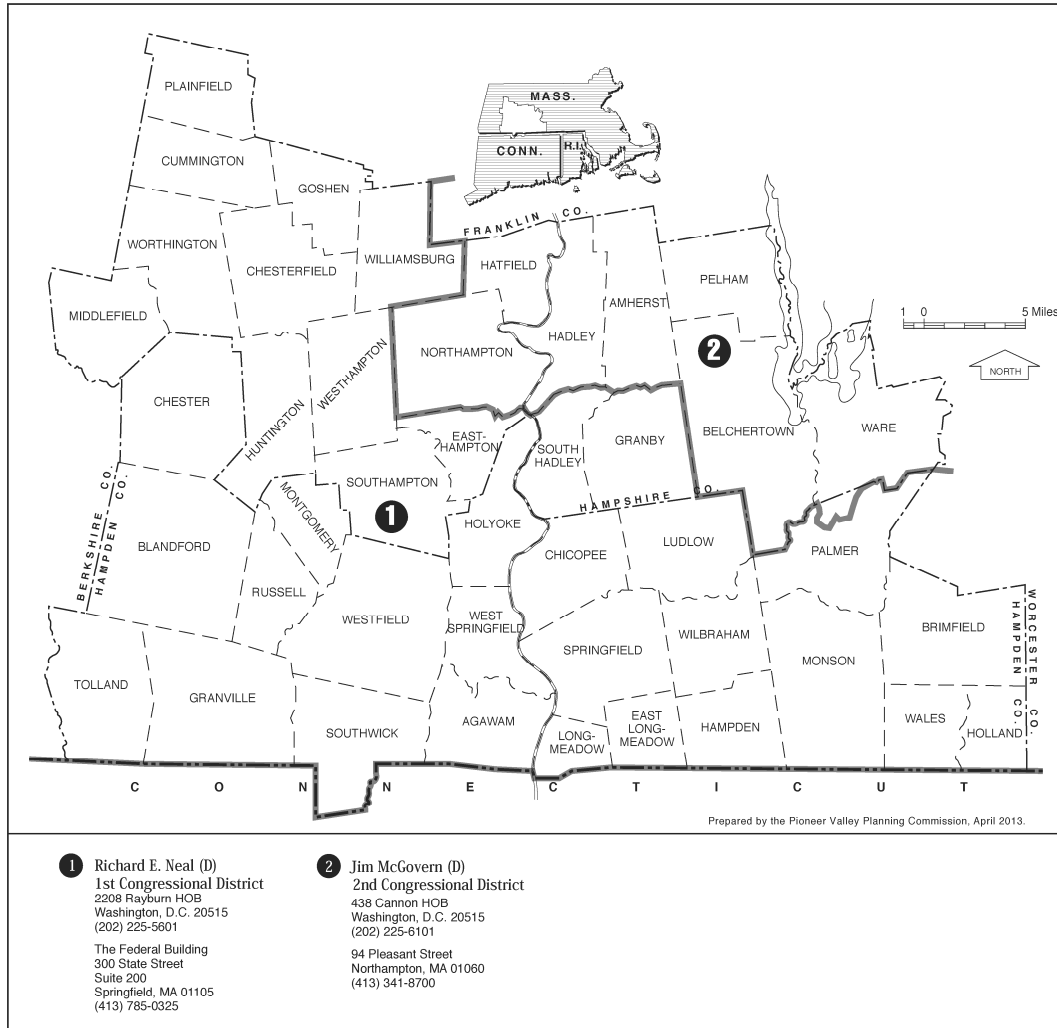 PLAINFIELD
MASS.
CONN.
R.I.
CUMMINGTON
GOSHEN
FRANKLIN CO.
WORTHINGTON
CHESTERFIELD
WILLIAMSBURG
HATFIELD
PELHAM
AMHERST
MIDDLEFIELD
1 0 5 Miles
HADLEY
NORTHAMPTON
2
NORTH
WESTHAMPTON
CHESTER
HUNTINGTON
EAST-
HAMPTON
SOUTH
HADLEY
GRANBY
BELCHERTOWN
WARE
SOUTHAMPTON
MONTGOMERY
1
HAMPSHIRE CO.
BERKSHIRE CO.
HAMPDEN CO.
BLANDFORD
HOLYOKE
CHICOPEE
LUDLOW
PALMER
RUSSELL
WESTFIELD
WEST
SPRINGFIELD
SPRINGFIELD
WILBRAHAM
MONSON
BRIMFIELD
WORCESTER CO.
HAMPDEN CO.
TOLLAND
GRANVILLE
SOUTHWICK
AGAWAM
LONG-
MEADOW
EAST
LONG-
MEADOW
HAMPDEN
WALES
HOLLAND
CONNECTICUT
Prepared by the Pioneer Valley Planning Commission, April 2013.
1 Richard E. Neal (D)
1st Congressional District
2208 Rayburn HOB
Washington, D.C. 20515
(202) 225-5601
The Federal Building
300 State Street
Suite 200
Springfield, MA 01105
(413) 785-0325
2 Jim McGovern (D)
2nd Congressional District
438 Cannon HOB
Washington, D.C. 20515
(202) 225-6101
94 Pleasant Street
Northampton, MA 01060
(413) 341-8700